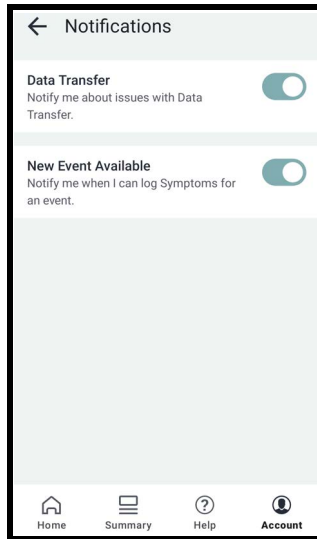 Notifications
Data Transfer
Notify me about issues with Data
Transfer.
New Event Available
Notify me when I can log Symptoms for
an event.
Home
Summary
Help
Account